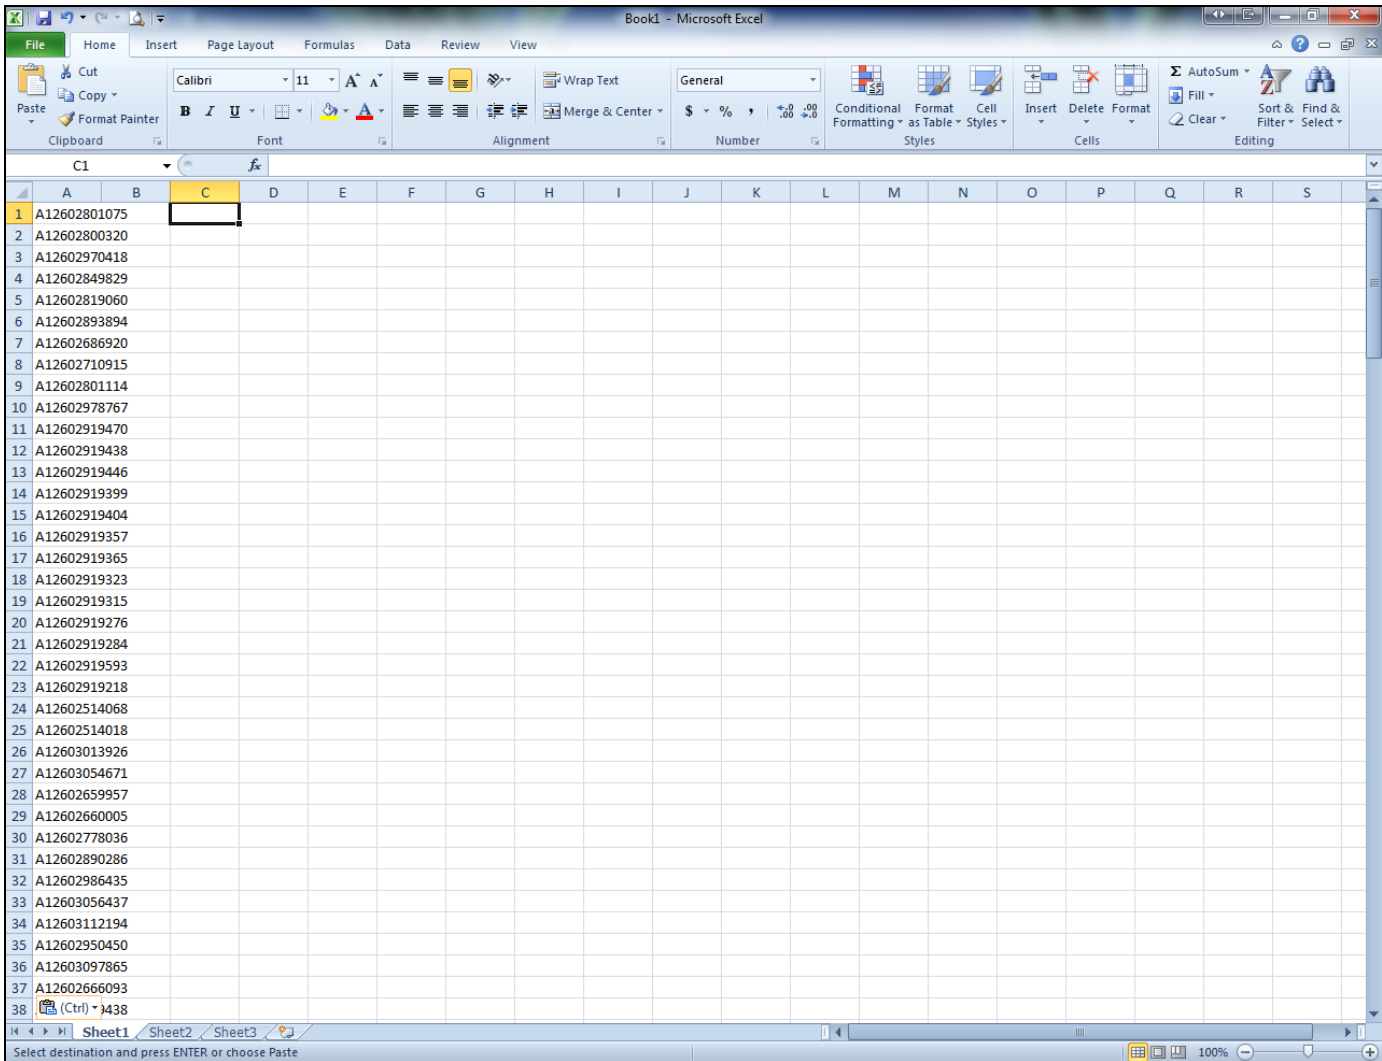 Book1 - Microsoft Excel
File Home Insert Page Layout Formulas Data Review View
Paste Cut Copy Format Painter Clipboard
Calibri 11 A A B I U A Font
Wrap Text Merge & Center Alignment
General $ % , .0 .00 .00 .0 Number
Conditional Formatting Format as Table Cell Styles Styles
Insert Delete Format Cells
Σ AutoSum Fill Clear Sort & Filter Find & Select Editing
C1 fx
A B C D E F G H I J K L M N O P Q R S
1 A12602801075
2 A12602800320
3 A12602970418
4 A12602849829
5 A12602819060
6 A12602893894
7 A12602686920
8 A12602710915
9 A12602801114
10 A12602978767
11 A12602919470
12 A12602919438
13 A12602919446
14 A12602919399
15 A12602919404
16 A12602919357
17 A12602919365
18 A12602919323
19 A12602919315
20 A12602919276
21 A12602919284
22 A12602919593
23 A12602919218
24 A12602514068
25 A12602514018
26 A12603013926
27 A12603054671
28 A12602659957
29 A12602660005
30 A12602778036
31 A12602890286
32 A12602986435
33 A12603056437
34 A12603112194
35 A12602950450
36 A12603097865
37 A12602666093
38 (Ctrl) 9438
Sheet1 Sheet2 Sheet3
Select destination and press ENTER or choose Paste 100%